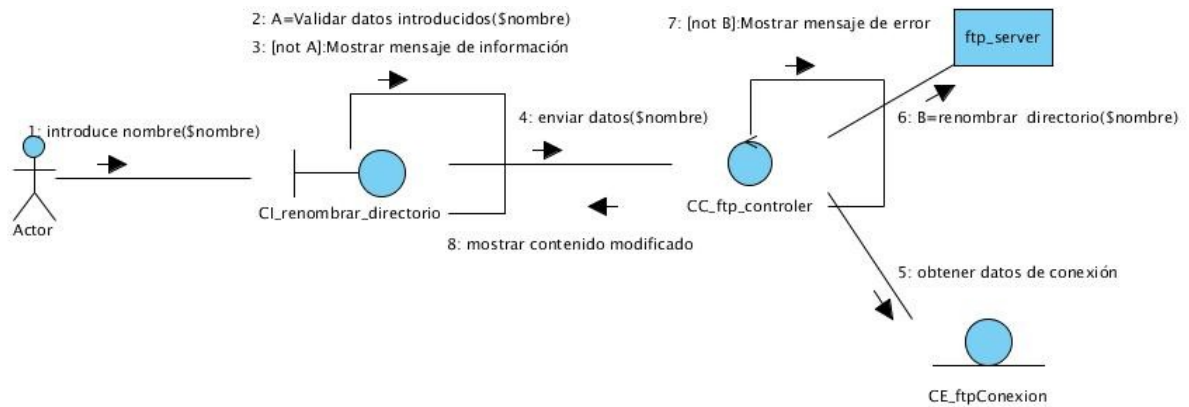 2: A=Validar datos introducidos($nombre)
3: [not A]:Mostrar mensaje de información
7: [not B]:Mostrar mensaje de error
ftp_server
1: introduce nombre($nombre)
4: enviar datos($nombre)
6: B=renombrar directorio($nombre)
Actor
CI_renombrar_directorio
CC_ftp_controler
8: mostrar contenido modificado
5: obtener datos de conexión
CE_ftpConexion